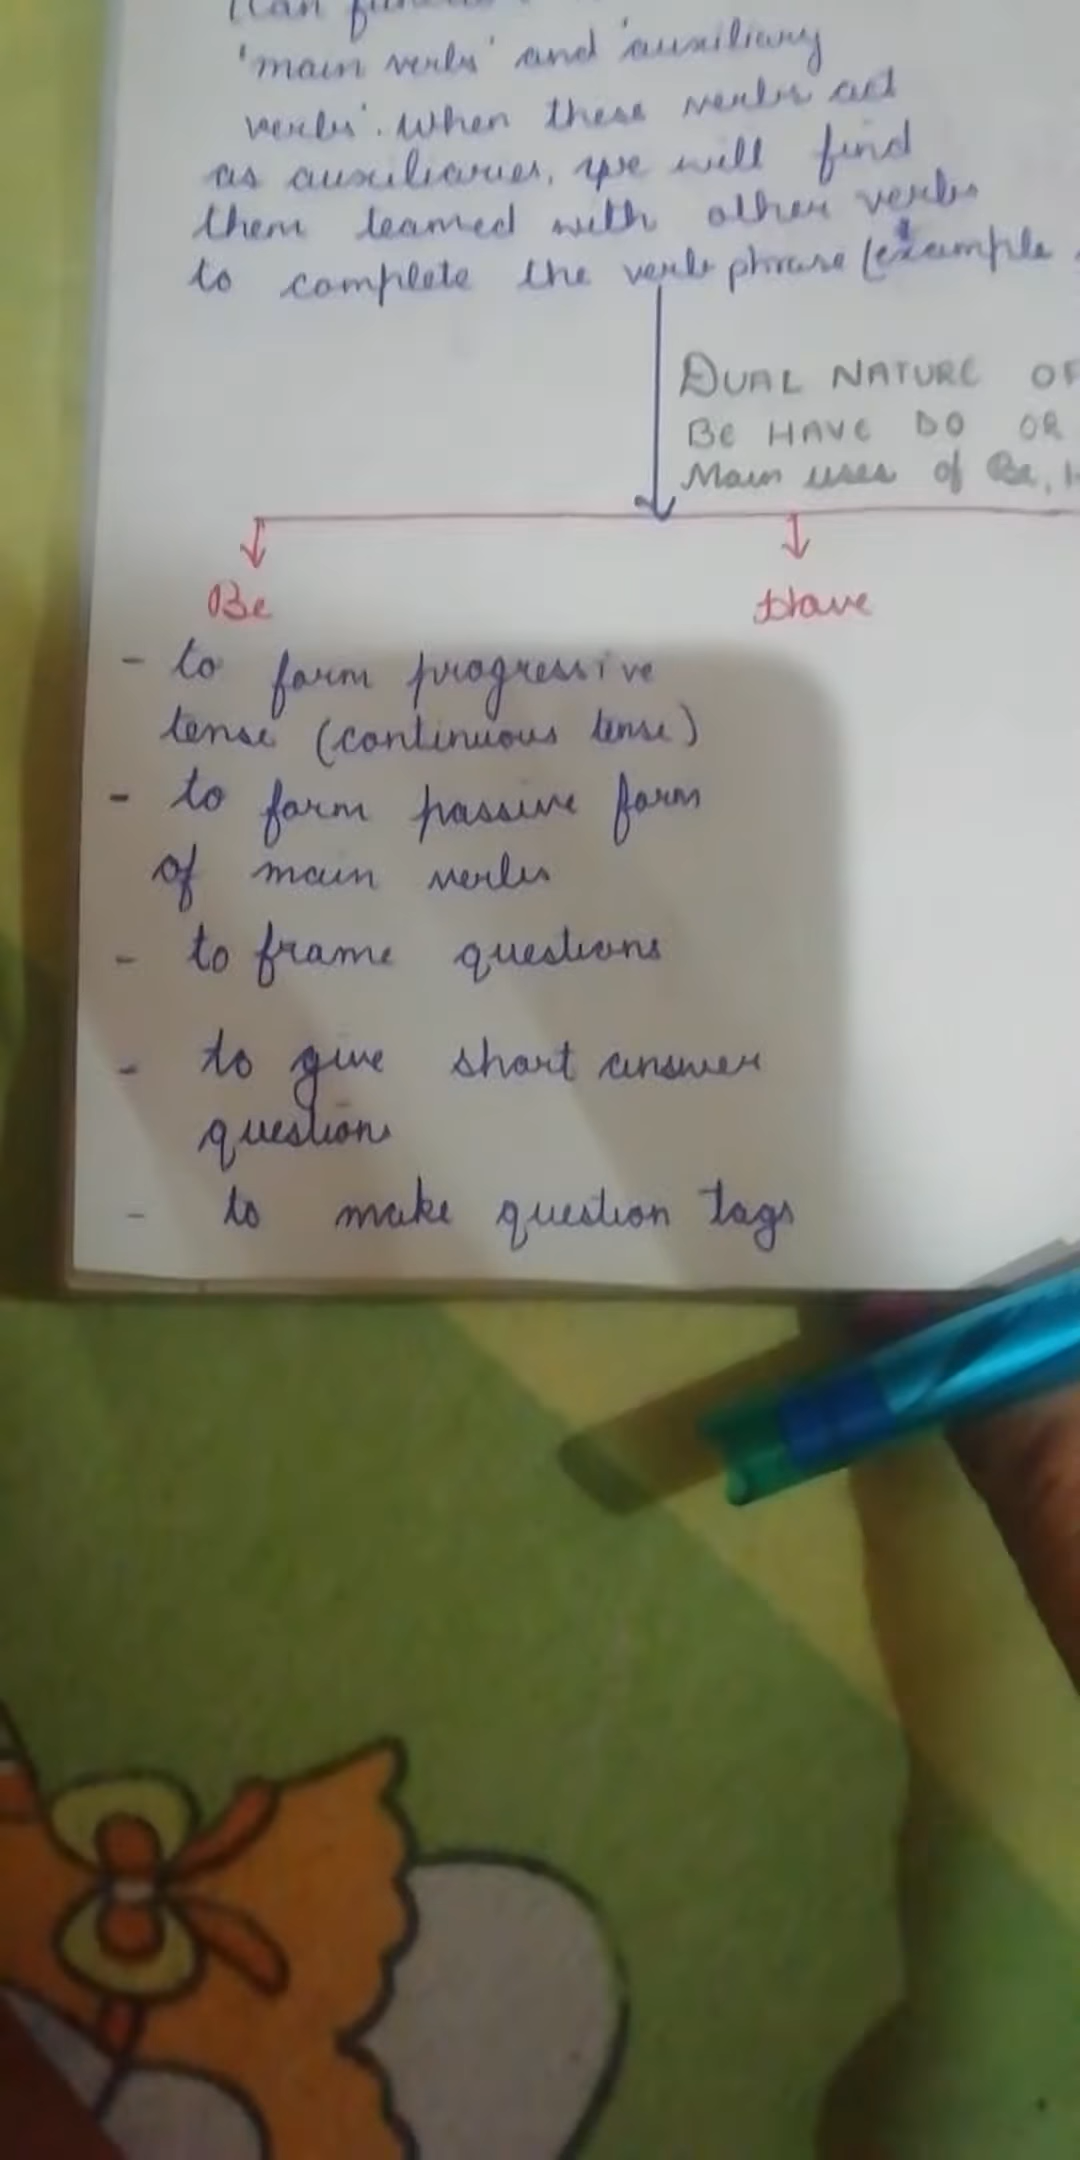 'main verbs' and 'auxiliary
verbs'. When these verbs act
as auxiliaries, we will find
them teamed with other verbs
to complete the verb phrase (example
DUAL NATURE OF
BE HAVE DO OR
Main uses of Be,
Be
Have
- to form progressive
tense (continuous tense)
- to form passive form
of main verbs
- to frame questions
- to give short answer
question
- to make question tags